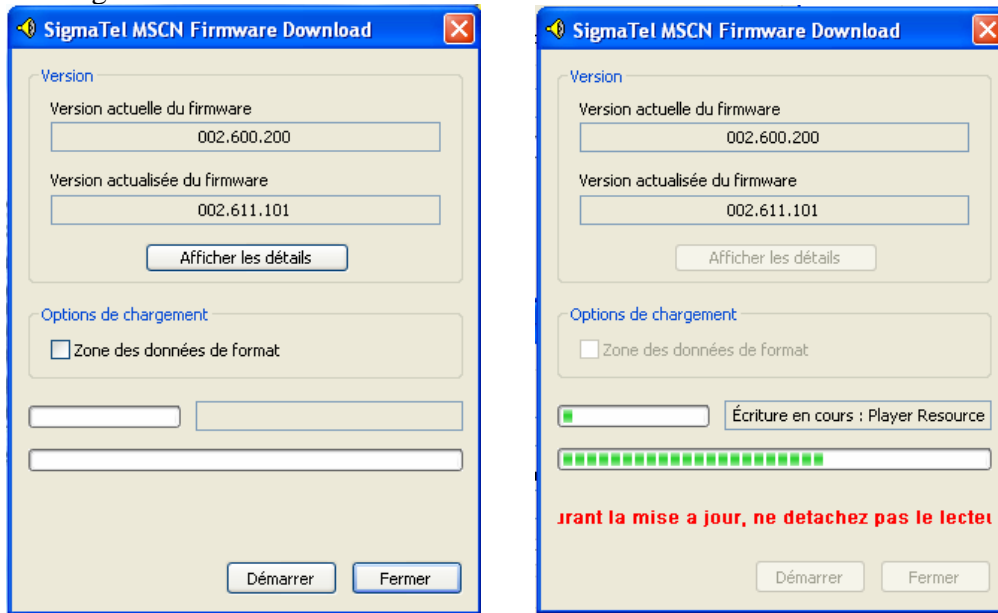 SigmaTel MSCN Firmware Download
Version
Version actuelle du firmware
002.600.200
Version actualisée du firmware
002.611.101
Afficher les détails
Options de chargement
Zone des données de format
Démarrer
Fermer
SigmaTel MSCN Firmware Download
Version
Version actuelle du firmware
002.600.200
Version actualisée du firmware
002.611.101
Afficher les détails
Options de chargement
Zone des données de format
Écriture en cours : Player Resource
la mise a jour, ne detachez pas le
Démarrer
Fermer